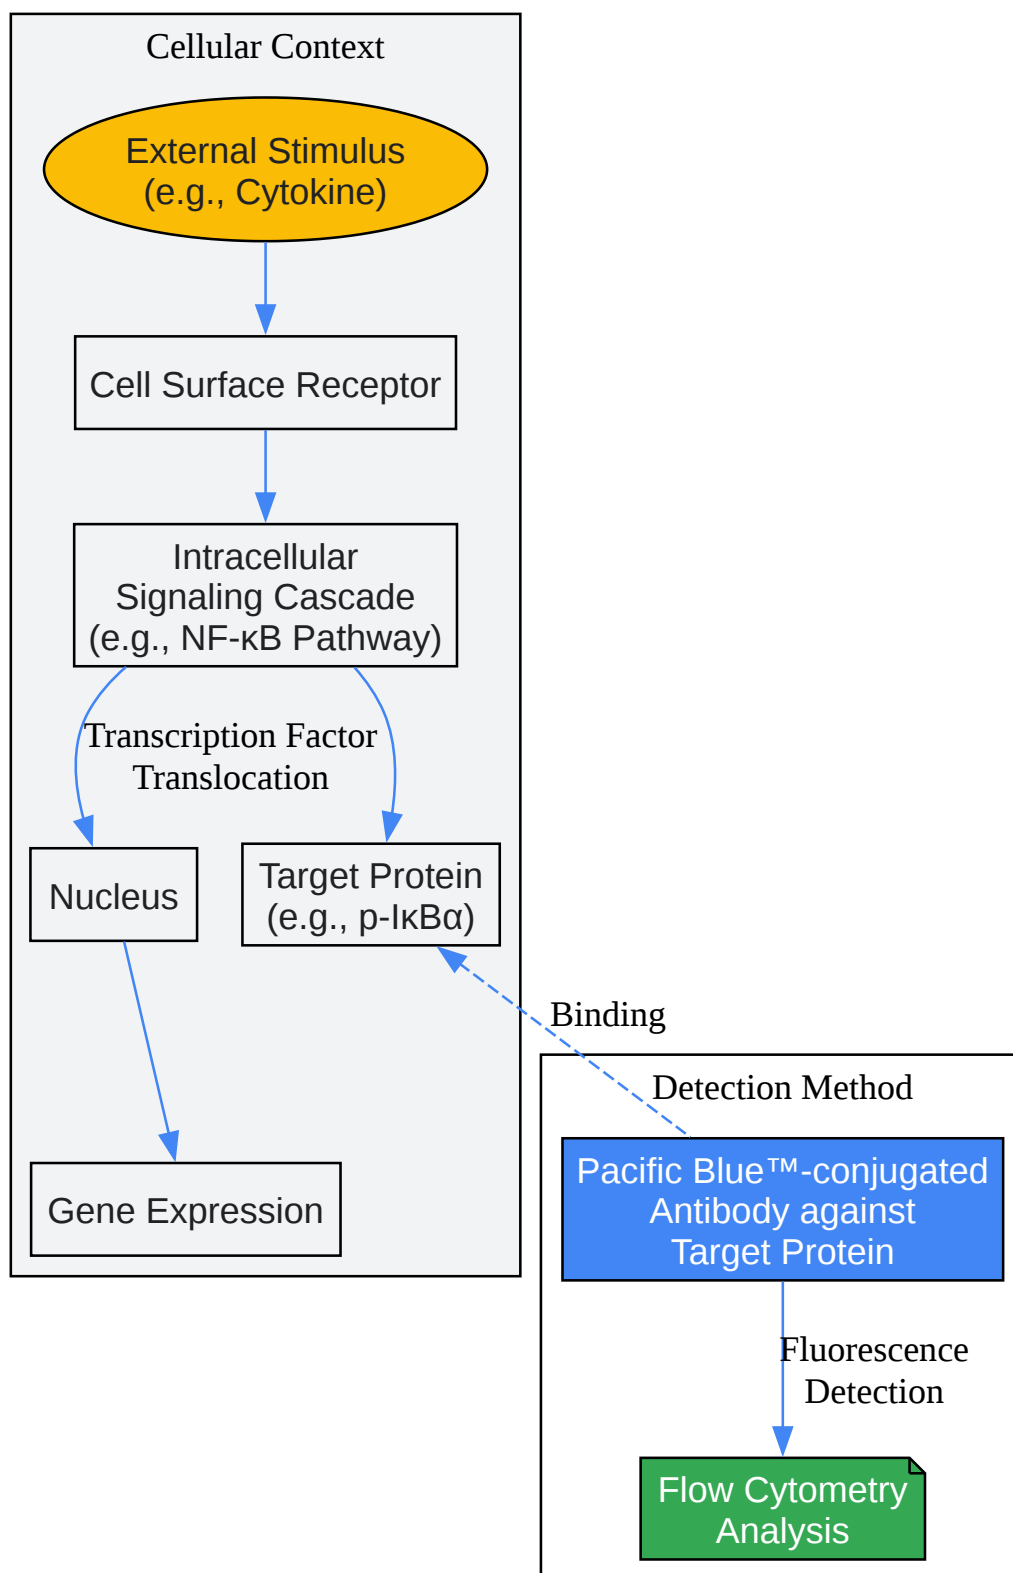 Cellular Context
External Stimulus
(e.g., Cytokine)
Cell Surface Receptor
Intracellular
Signaling Cascade
(e.g., NF-κB Pathway)
Transcription Factor
Translocation
Nucleus
Target Protein
(e.g., p-IκBα)
Binding
Gene Expression
Detection Method
Pacific Blue™-conjugated
Antibody against
Target Protein
Fluorescence
Detection
Flow Cytometry
Analysis